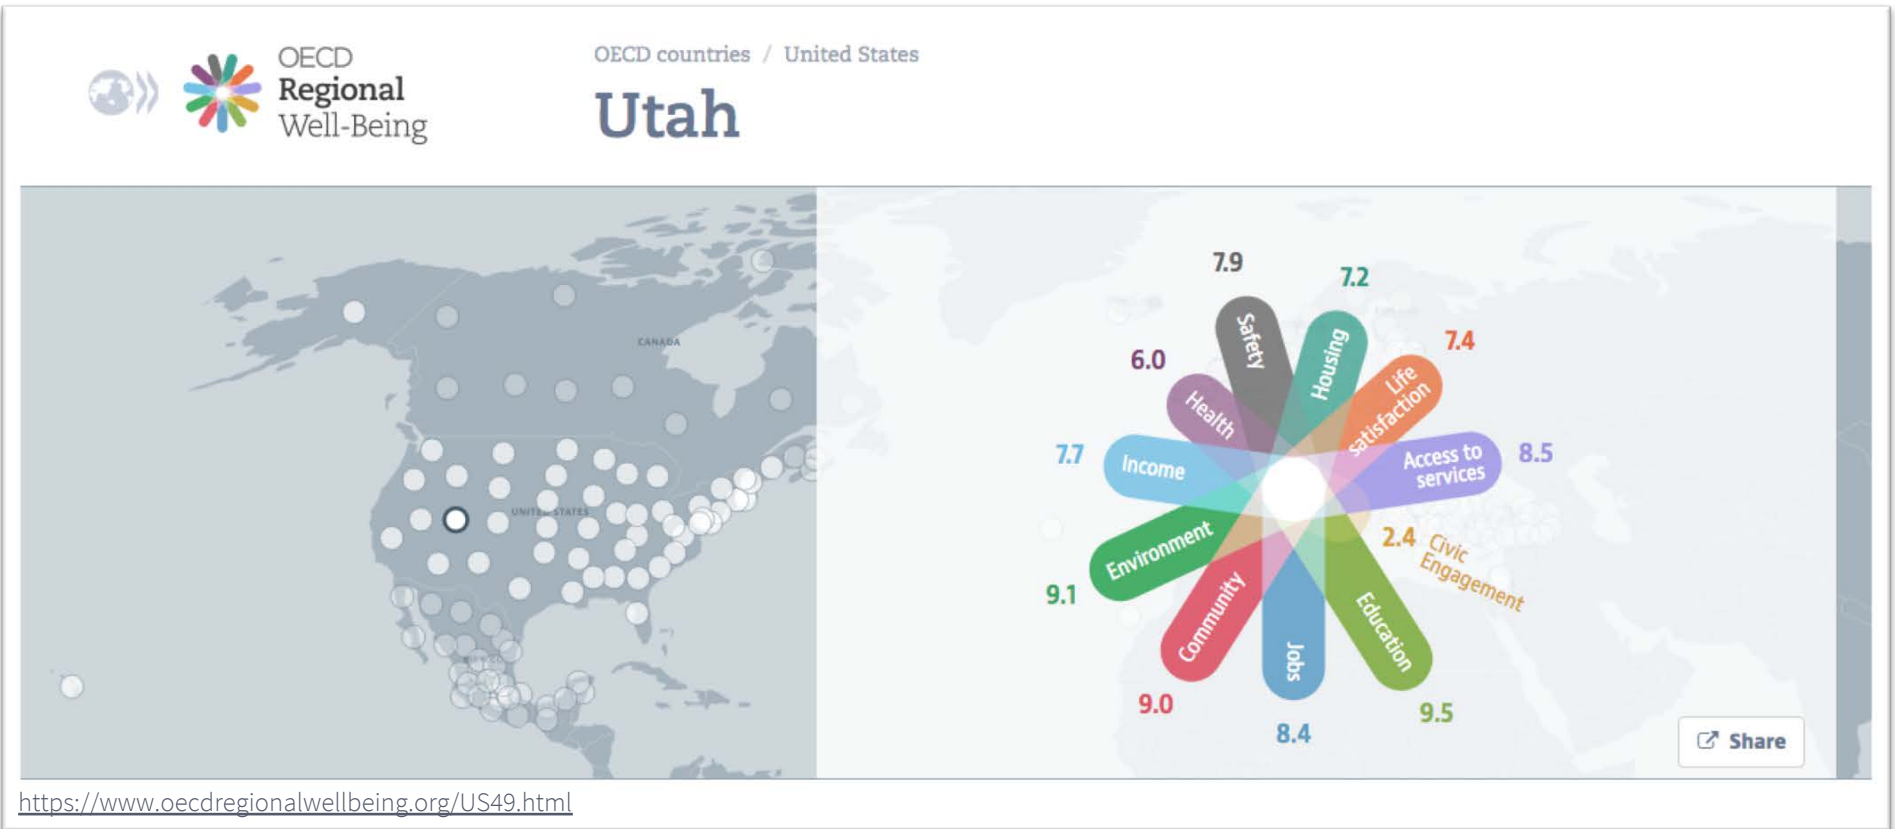 OECD
Regional
Well-Being
OECD countries / United States
Utah
CANADA
UNITED STATES
7.9
Safety
7.2
Housing
7.4
Life
satisfaction
8.5
Access to
services
2.4
Civic
Engagement
9.5
Education
8.4
Jobs
9.0
Community
9.1
Environment
7.7
Income
6.0
Health
Share
https://www.oecdregionalwellbeing.org/US49.html